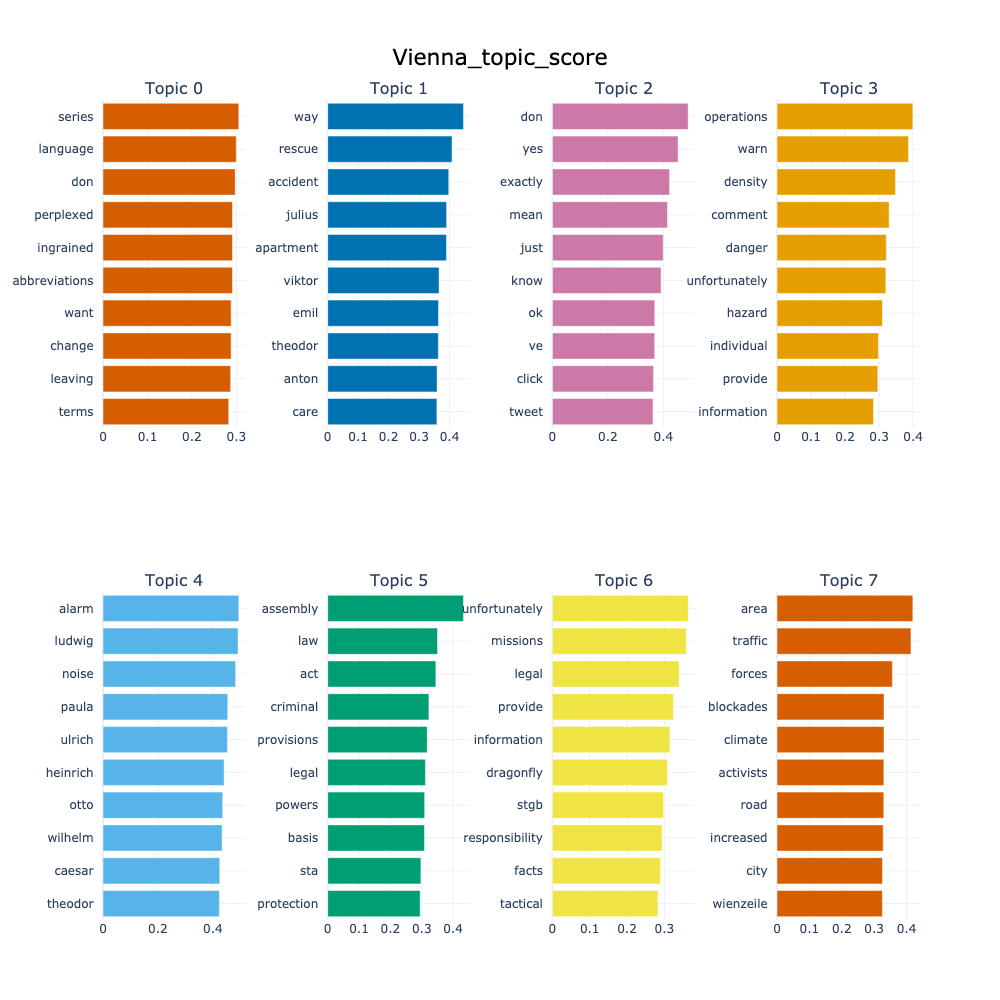 Vienna_topic_score
Topic 0
series
language
don
perplexed
ingrained
abbreviations
want
change
leaving
terms
0 0.1 0.2 0.3
Topic 1
way
rescue
accident
julius
apartment
viktor
emil
theodor
anton
care
0 0.1 0.2 0.3 0.4
Topic 2
don
yes
exactly
mean
just
know
ok
ve
click
tweet
0 0.2 0.4
Topic 3
operations
warn
density
comment
danger
unfortunately
hazard
individual
provide
information
0 0.1 0.2 0.3 0.4
Topic 4
alarm
ludwig
noise
paula
ulrich
heinrich
otto
wilhelm
caesar
theodor
0 0.2 0.4
Topic 5
assembly
law
act
criminal
provisions
legal
powers
basis
sta
protection
0 0.1 0.2 0.3 0.4
Topic 6
unfortunately
missions
legal
provide
information
dragonfly
stgb
responsibility
facts
tactical
0 0.1 0.2 0.3
Topic 7
area
traffic
forces
blockades
climate
activists
road
increased
city
wienzeile
0 0.1 0.2 0.3 0.4